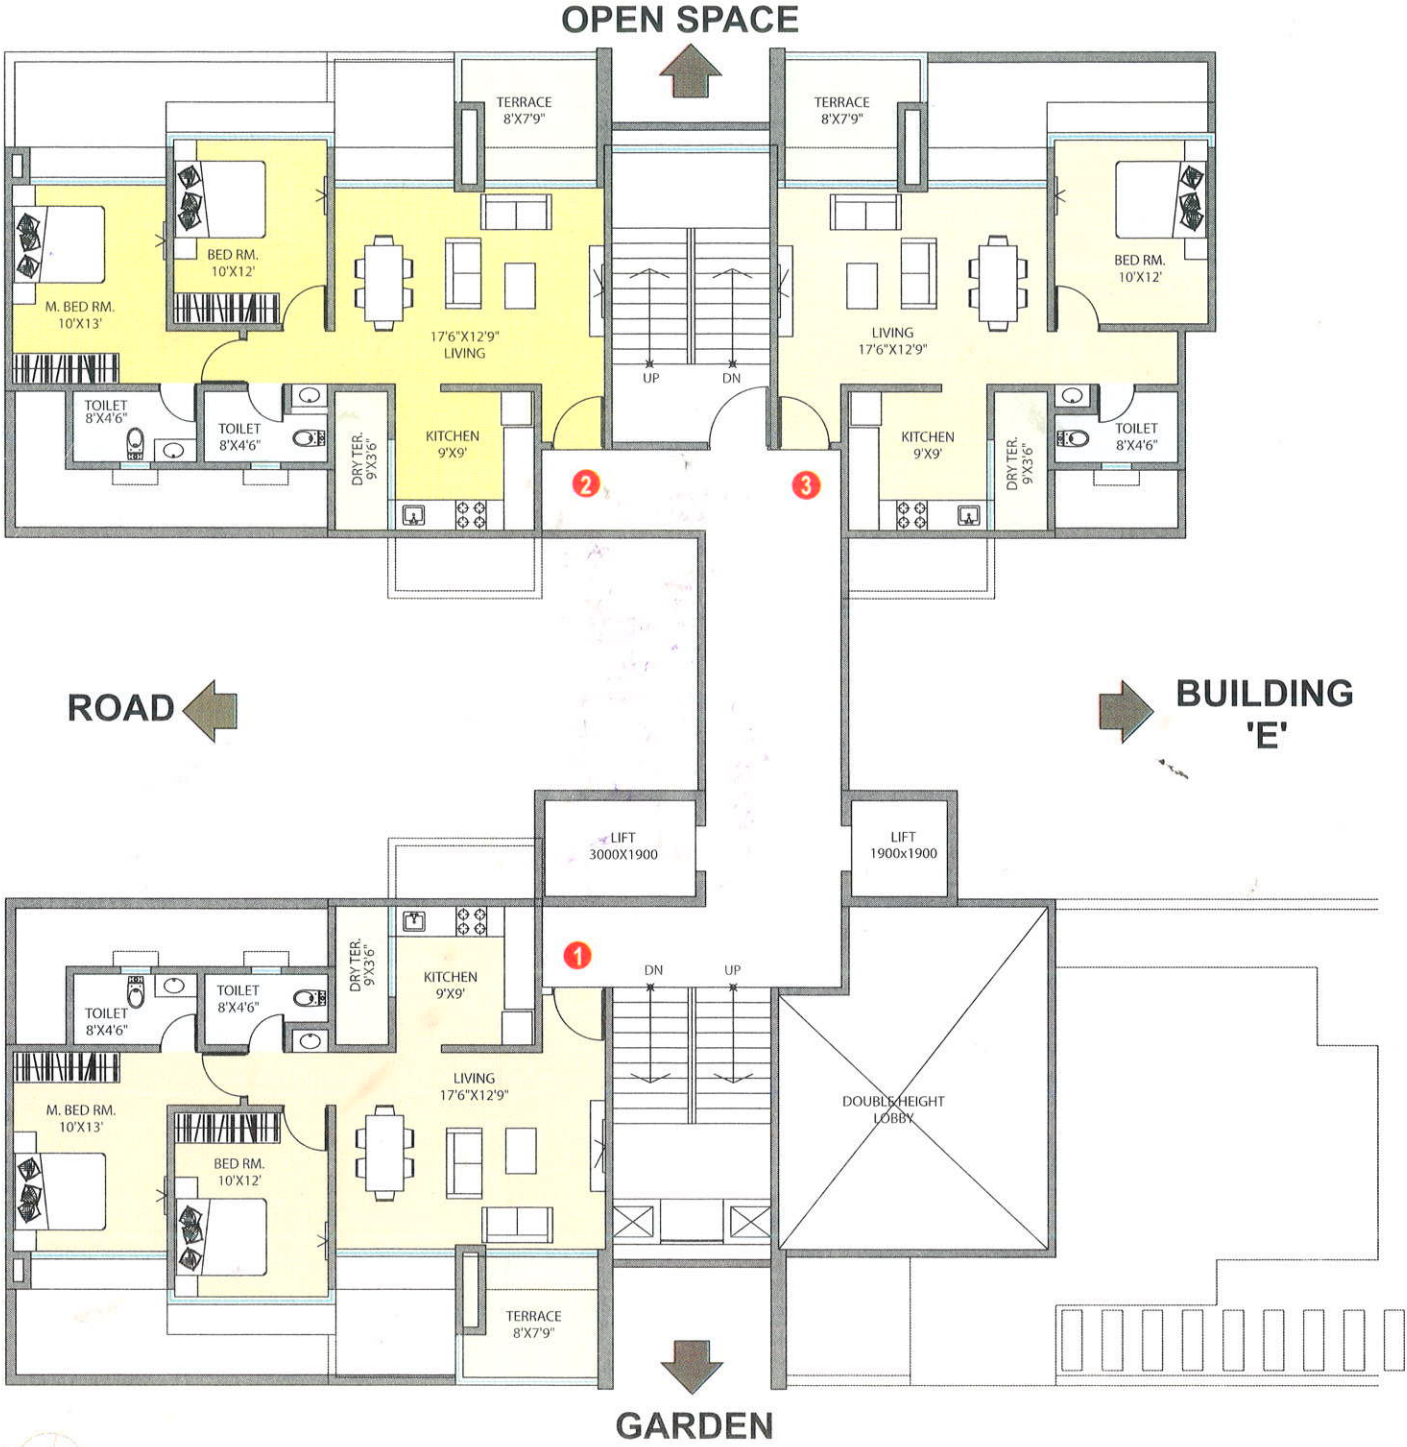 OPEN SPACE
TERRACE
8'X7'9"
TERRACE
8'X7'9"
BED RM.
10'X12'
M. BED RM.
10'X13'
17'6"X12'9"
LIVING
UP
DN
LIVING
17'6"X12'9"
BED RM.
10'X12'
TOILET
8'X4'6"
TOILET
8'X4'6"
DRY TER.
9'X3'6"
KITCHEN
9'X9'
KITCHEN
9'X9'
DRY TER.
9'X3'6"
TOILET
8'X4'6"
2
3
ROAD
BUILDING
'E'
LIFT
3000X1900
LIFT
1900x1900
TOILET
8'X4'6"
TOILET
8'X4'6"
DRY TER.
9'X3'6"
KITCHEN
9'X9'
1
DN
UP
M. BED RM.
10'X13'
BED RM.
10'X12'
LIVING
17'6"X12'9"
DOUBLE HEIGHT
LOBBY
TERRACE
8'X7'9"
GARDEN